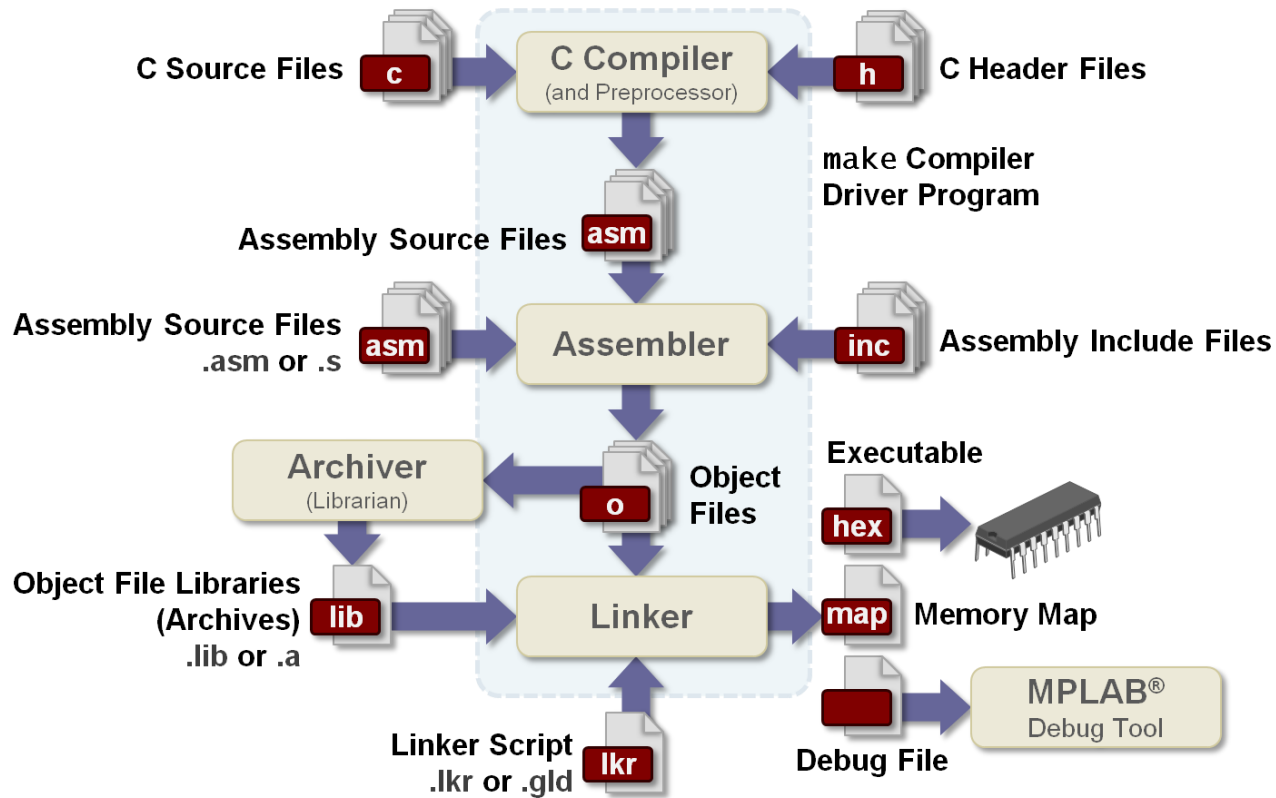 C Source Files
c
C Compiler
(and Preprocessor)
h
C Header Files
make Compiler
Driver Program
Assembly Source Files
asm
Assembly Source Files
.asm or .s
asm
Assembler
inc
Assembly Include Files
Archiver
(Librarian)
o
Object
Files
Executable
hex
Object File Libraries
(Archives)
.lib or .a
lib
Linker
map
Memory Map
Linker Script
.lkr or .gld
lkr
Debug File
MPLAB®
Debug Tool